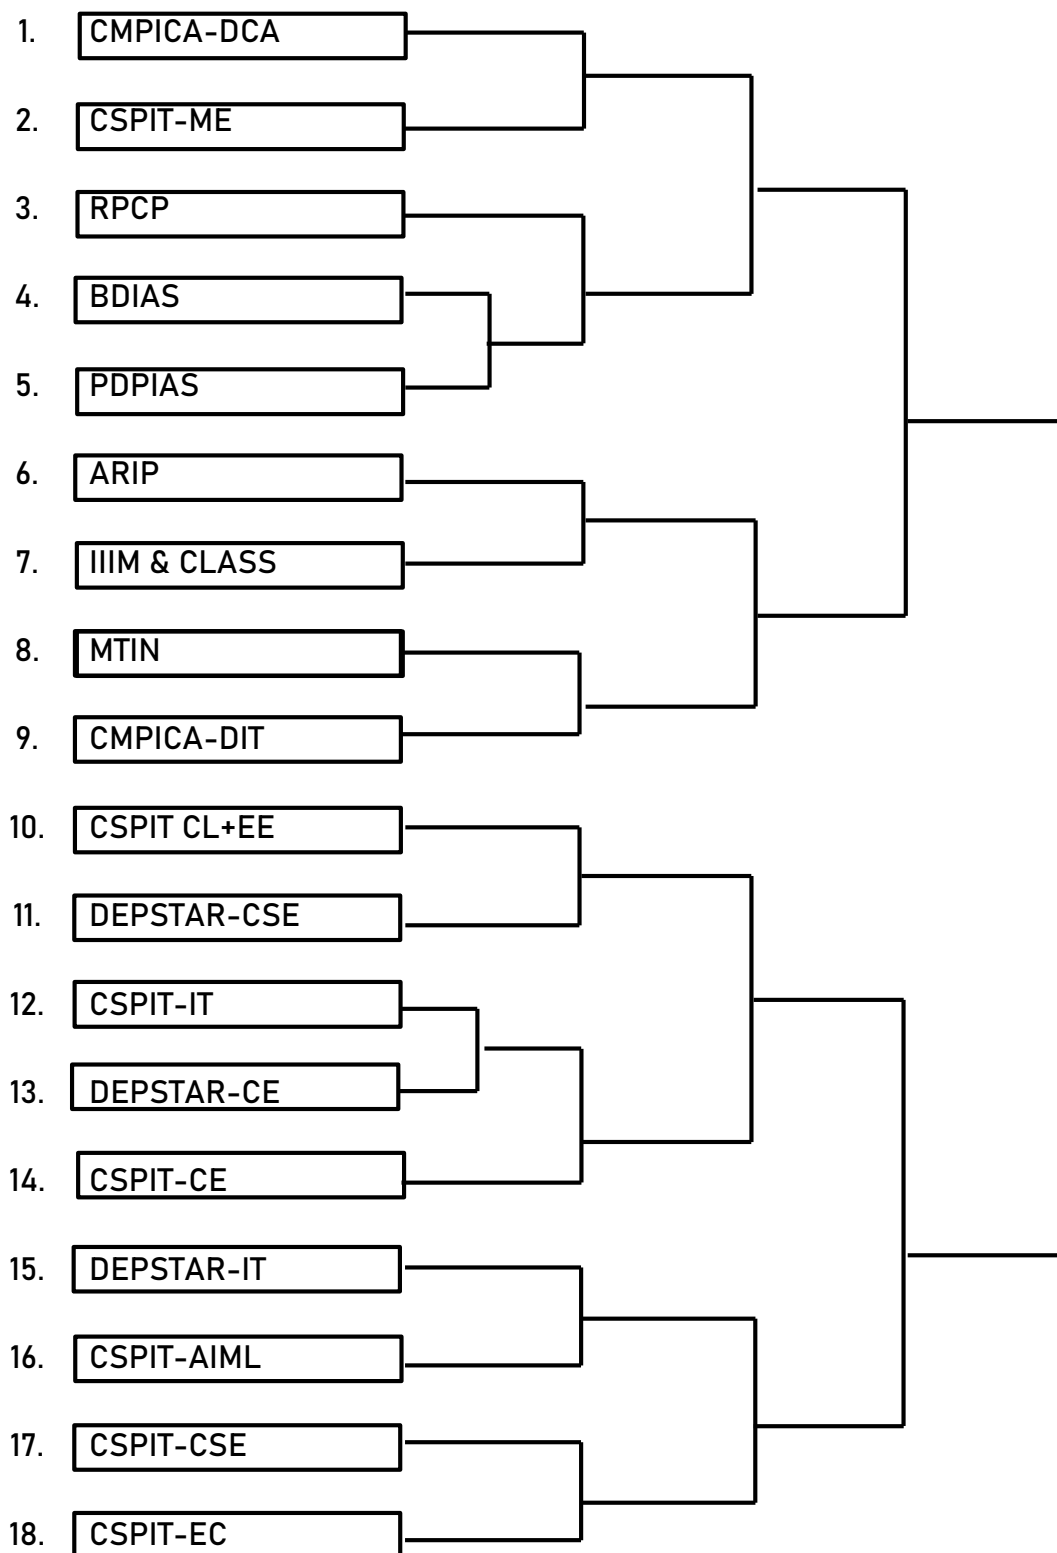 1. CMPICA-DCA
2. CSPIT-ME
3. RPCP
4. BDIAS
5. PDPIAS
6. ARIP
7. IIIM & CLASS
8. MTIN
9. CMPICA-DIT
10. CSPIT CL+EE
11. DEPSTAR-CSE
12. CSPIT-IT
13. DEPSTAR-CE
14. CSPIT-CE
15. DEPSTAR-IT
16. CSPIT-AIML
17. CSPIT-CSE
18. CSPIT-EC